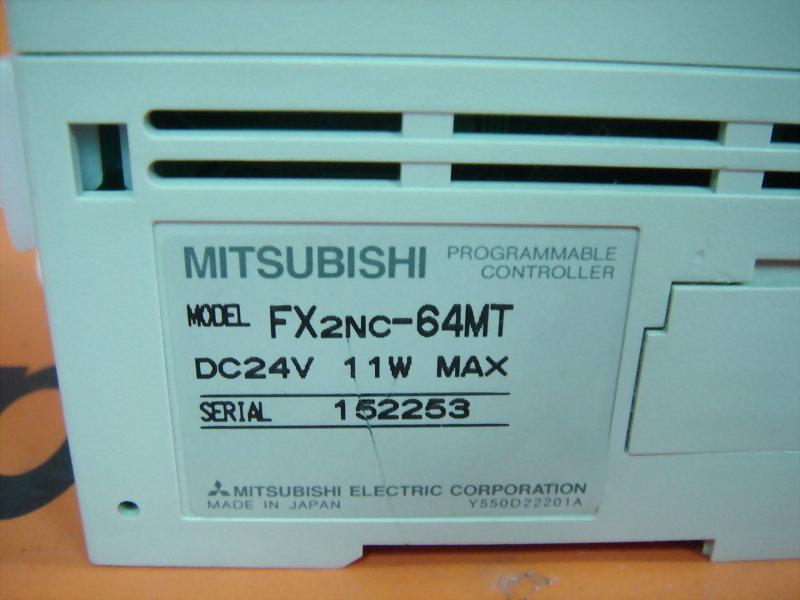 MITSUBISHI PROGRAMMABLE CONTROLLER
MODEL FX2NC-64MT
DC24V 11W MAX
SERIAL 152253
MITSUBISHI ELECTRIC CORPORATION
MADE IN JAPAN Y550D22201A